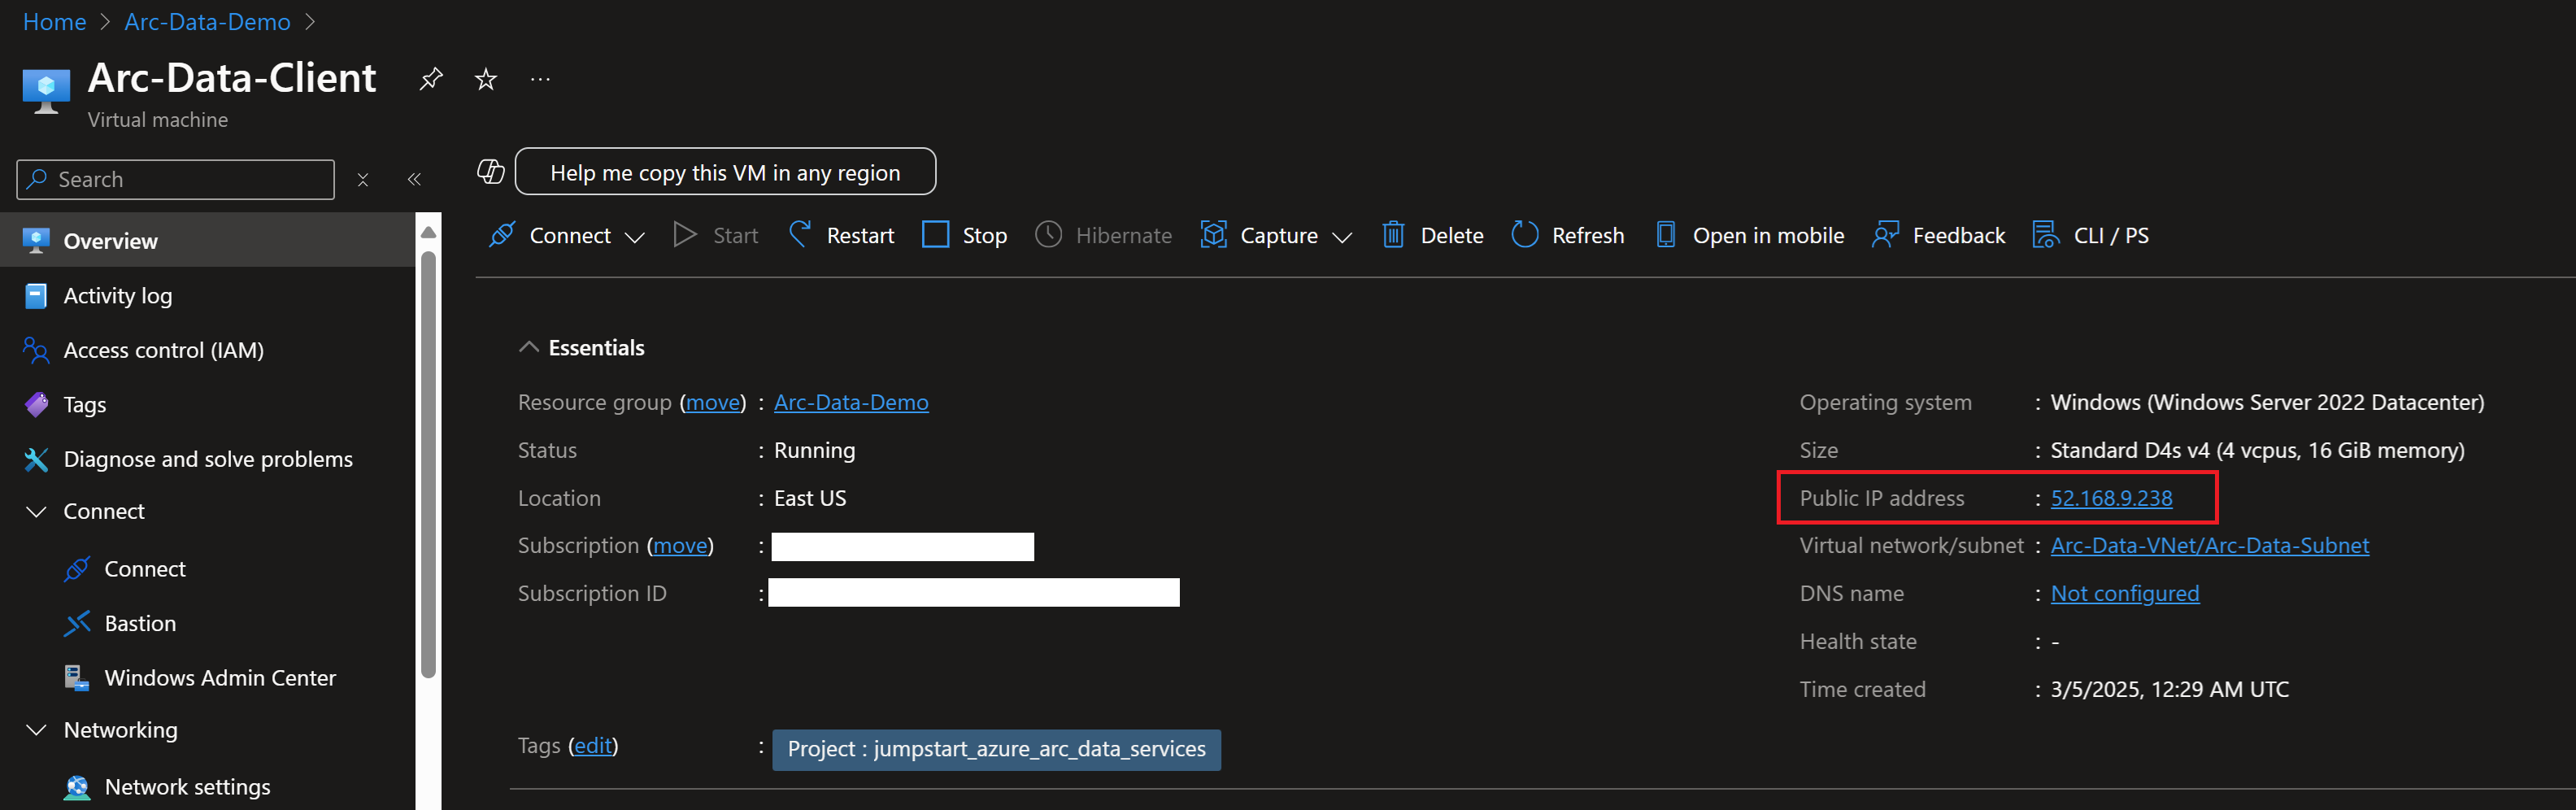 Home > Arc-Data-Demo >
Arc-Data-Client
Virtual machine
Search
Help me copy this VM in any region
Connect Start Restart Stop Hibernate Capture Delete Refresh Open in mobile Feedback CLI / PS
Overview
Activity log
Access control (IAM)
Tags
Diagnose and solve problems
Connect
Connect
Bastion
Windows Admin Center
Networking
Network settings
Essentials
Resource group (move) : Arc-Data-Demo
Status : Running
Location : East US
Subscription (move) :
Subscription ID :
Operating system : Windows (Windows Server 2022 Datacenter)
Size : Standard D4s v4 (4 vcpus, 16 GiB memory)
Public IP address : 52.168.9.238
Virtual network/subnet : Arc-Data-VNet/Arc-Data-Subnet
DNS name : Not configured
Health state : -
Time created : 3/5/2025, 12:29 AM UTC
Tags (edit) : Project : jumpstart_azure_arc_data_services